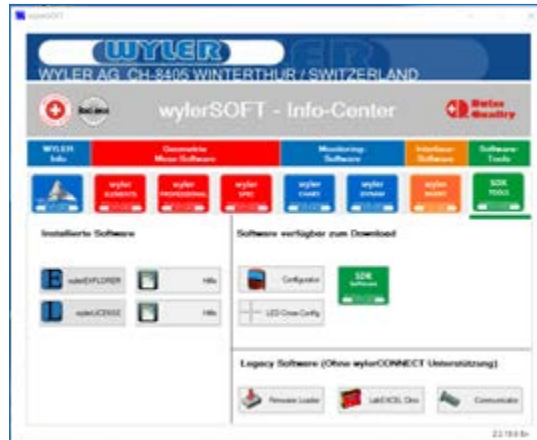 wylerSOFT
WYLER
WYLER AG CH-8405 WINTERTHUR / SWITZERLAND
wylerSOFT - Info-Center
Swiss
Quality
WYLER
Info
Geometrie
Mess-Software
Monitoring-
Software
Interface-
Software
Software-
Tools
wyler
ELEMENTS
wyler
PROFESSIONAL
wyler
SPEC
wyler
CHART
wyler
DYNAM
wyler
INSERT
SDK
TOOLS
Installierte Software
Software verfügbar zum Download
wylerEXPLORER
Hilfe
Configurator
SDK
Software
wylerLICENSE
Hilfe
LED Cross Config
Legacy Software (Ohne wylerCONNECT Unterstützung)
Firmware Loader
LabEXCEL Clino
Communicator